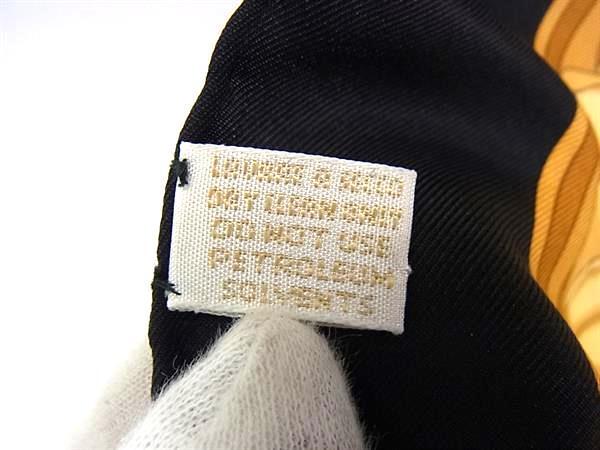 DRY CLEAN ONLY
DO NOT USE
PETROLEUM
SOLVENTS